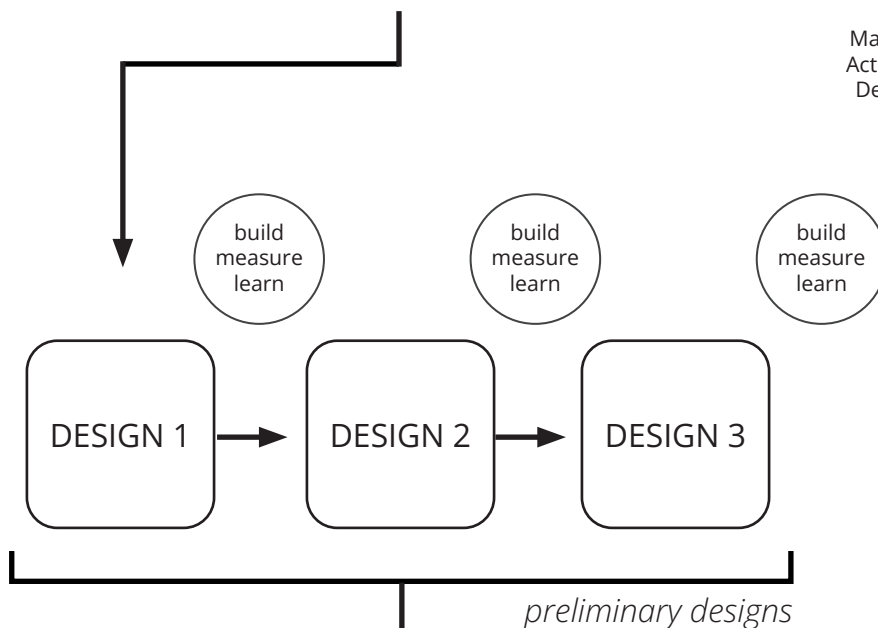 build
measure
learn
build
measure
learn
build
measure
learn
DESIGN 1
DESIGN 2
DESIGN 3
preliminary designs